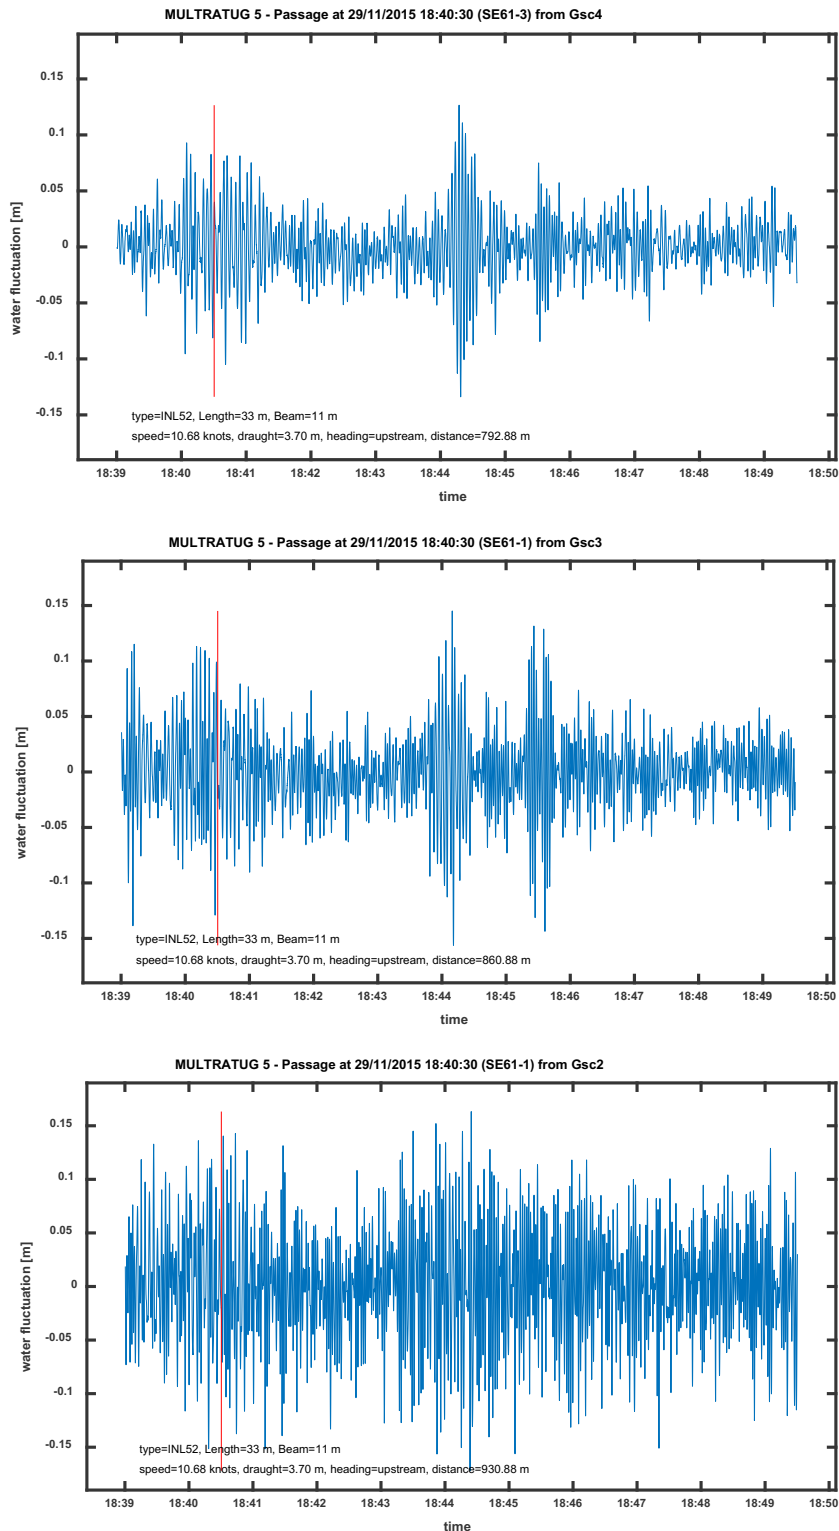 MULTRATUG 5 - Passage at 29/11/2015 18:40:30 (SE61-3) from Gsc4
0.15
0.1
0.05
0
-0.05
-0.1
-0.15
water fluctuation [m]
type=INL52, Length=33 m, Beam=11 m
speed=10.68 knots, draught=3.70 m, heading=upstream, distance=792.88 m
18:39 18:40 18:41 18:42 18:43 18:44 18:45 18:46 18:47 18:48 18:49 18:50
time
MULTRATUG 5 - Passage at 29/11/2015 18:40:30 (SE61-1) from Gsc3
0.15
0.1
0.05
0
-0.05
-0.1
-0.15
water fluctuation [m]
type=INL52, Length=33 m, Beam=11 m
speed=10.68 knots, draught=3.70 m, heading=upstream, distance=860.88 m
18:39 18:40 18:41 18:42 18:43 18:44 18:45 18:46 18:47 18:48 18:49 18:50
time
MULTRATUG 5 - Passage at 29/11/2015 18:40:30 (SE61-1) from Gsc2
0.15
0.1
0.05
0
-0.05
-0.1
-0.15
water fluctuation [m]
type=INL52, Length=33 m, Beam=11 m
speed=10.68 knots, draught=3.70 m, heading=upstream, distance=930.88 m
18:39 18:40 18:41 18:42 18:43 18:44 18:45 18:46 18:47 18:48 18:49 18:50
time